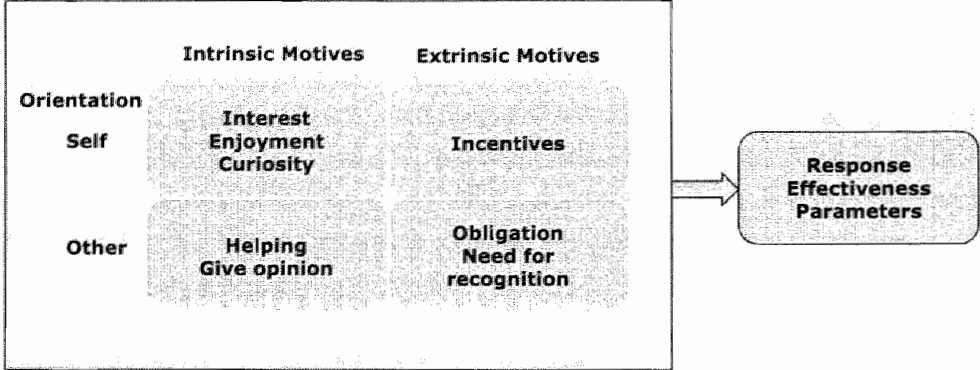 Intrinsic Motives
Extrinsic Motives
Orientation
Self
Interest
Enjoyment
Curiosity
Incentives
Other
Helping
Give opinion
Obligation
Need for
recognition
Response
Effectiveness
Parameters